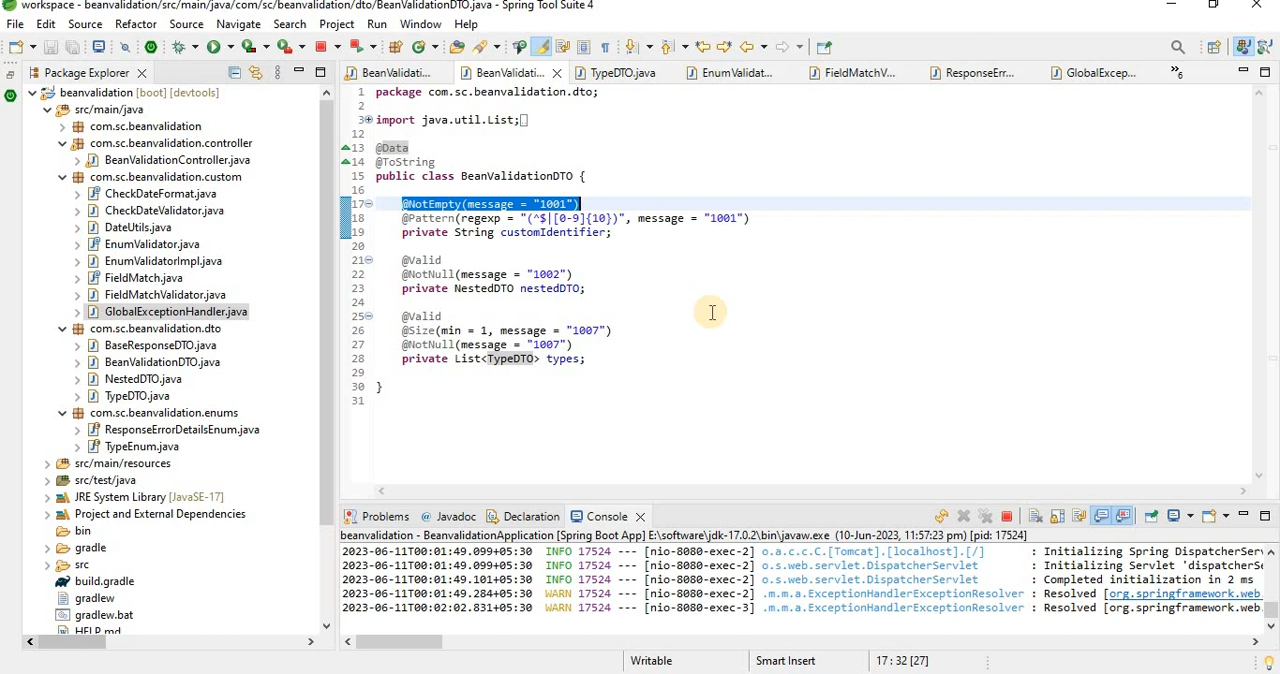 workspace - beanvalidation/src/main/java/com/sc/beanvalidation/dto/BeanValidationDTO.java - Spring Tool Suite 4
File Edit Source Refactor Source Navigate Search Project Run Window Help
Package Explorer
BeanValidati...
BeanValidati...
TypeDTO.java
EnumValidat...
FieldMatchV...
ResponseErr...
GlobalExcep...
»6
beanvalidation [boot] [devtools]
src/main/java
com.sc.beanvalidation
com.sc.beanvalidation.controller
BeanValidationController.java
com.sc.beanvalidation.custom
CheckDateFormat.java
CheckDateValidator.java
DateUtils.java
EnumValidator.java
EnumValidatorImpl.java
FieldMatch.java
FieldMatchValidator.java
GlobalExceptionHandler.java
com.sc.beanvalidation.dto
BaseResponseDTO.java
BeanValidationDTO.java
NestedDTO.java
TypeDTO.java
com.sc.beanvalidation.enums
ResponseErrorDetailsEnum.java
TypeEnum.java
src/main/resources
src/test/java
JRE System Library [JavaSE-17]
Project and External Dependencies
bin
gradle
src
build.gradle
gradlew
gradlew.bat
HELP.md
1 package com.sc.beanvalidation.dto;
2
3 import java.util.List;
12
13 @Data
14 @ToString
15 public class BeanValidationDTO {
16
17 @NotEmpty(message = "1001")
18 @Pattern(regexp = "(^$|[0-9]{10})", message = "1001")
19 private String customIdentifier;
20
21 @Valid
22 @NotNull(message = "1002")
23 private NestedDTO nestedDTO;
24
25 @Valid
26 @Size(min = 1, message = "1007")
27 @NotNull(message = "1007")
28 private List<TypeDTO> types;
29
30 }
31
Problems Javadoc Declaration Console
beanvalidation - BeanvalidationApplication [Spring Boot App] E:\software\jdk-17.0.2\bin\javaw.exe (10-Jun-2023, 11:57:23 pm) [pid: 17524]
2023-06-11T00:01:49.099+05:30 INFO 17524 --- [nio-8080-exec-2] o.a.c.c.C.[Tomcat].[localhost].[/] : Initializing Spring DispatcherServ
2023-06-11T00:01:49.099+05:30 INFO 17524 --- [nio-8080-exec-2] o.s.web.servlet.DispatcherServlet : Initializing Servlet 'dispatcherSe
2023-06-11T00:01:49.101+05:30 INFO 17524 --- [nio-8080-exec-2] o.s.web.servlet.DispatcherServlet : Completed initialization in 2 ms
2023-06-11T00:01:49.284+05:30 WARN 17524 --- [nio-8080-exec-2] .m.m.a.ExceptionHandlerExceptionResolver : Resolved [org.springframework.web.
2023-06-11T00:02:02.831+05:30 WARN 17524 --- [nio-8080-exec-3] .m.m.a.ExceptionHandlerExceptionResolver : Resolved [org.springframework.web.
Writable Smart Insert 17 : 32 [27]